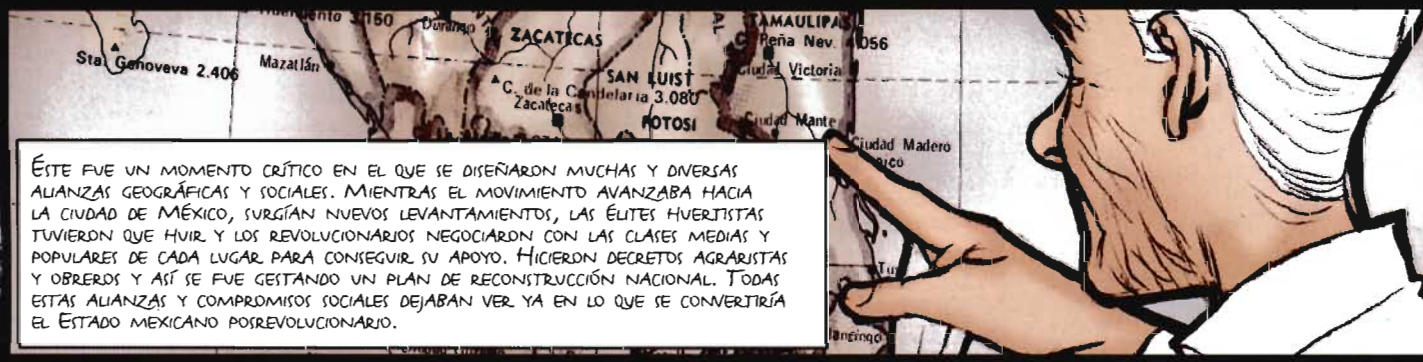 3.150
Durango
ZACATECAS
TAMAULIPAS
Peña Nev. 4.056
Sta. Genoveva 2.406
Mazatlán
SAN LUIS
Ciudad Victoria
C. de la Candelaria 3.080
Zacatecas
POTOSI
Ciudad Mante
Ciudad Madero
ÉSTE FUE UN MOMENTO CRÍTICO EN EL QUE SE DISEÑARON MUCHAS Y DIVERSAS
ALIANZAS GEOGRÁFICAS Y SOCIALES. MIENTRAS EL MOVIMIENTO AVANZABA HACIA
LA CIUDAD DE MÉXICO, SURGÍAN NUEVOS LEVANTAMIENTOS, LAS ÉLITES HUERTISTAS
TUVIERON QUE HUIR Y LOS REVOLUCIONARIOS NEGOCIARON CON LAS CLASES MEDIAS Y
POPULARES DE CADA LUGAR PARA CONSEGUIR SU APOYO. HICIERON DECRETOS AGRARISTAS
Y OBREROS Y ASÍ SE FUE GESTANDO UN PLAN DE RECONSTRUCCIÓN NACIONAL. TODAS
ESTAS ALIANZAS Y COMPROMISOS SOCIALES DEJABAN VER YA EN LO QUE SE CONVERTIRÍA
EL ESTADO MEXICANO POSREVOLUCIONARIO.